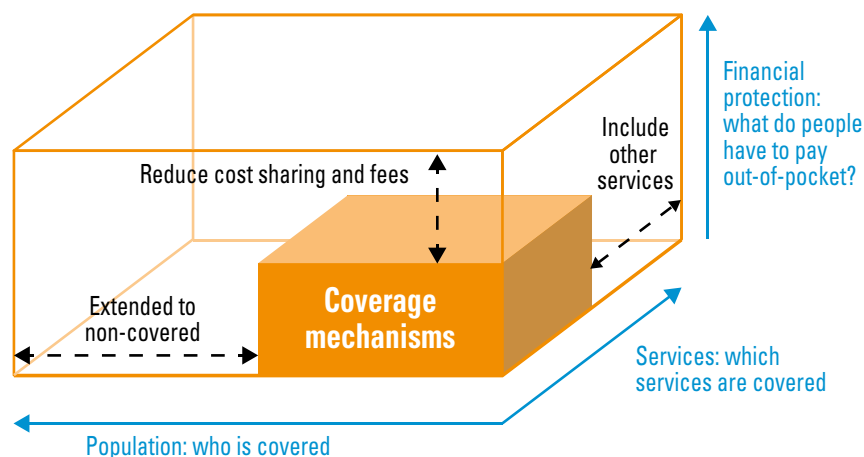 Financial
protection:
what do people
have to pay
out-of-pocket?
Include
other
services
Reduce cost sharing and fees
Coverage
mechanisms
Extended to
non-covered
Services: which
services are covered
Population: who is covered